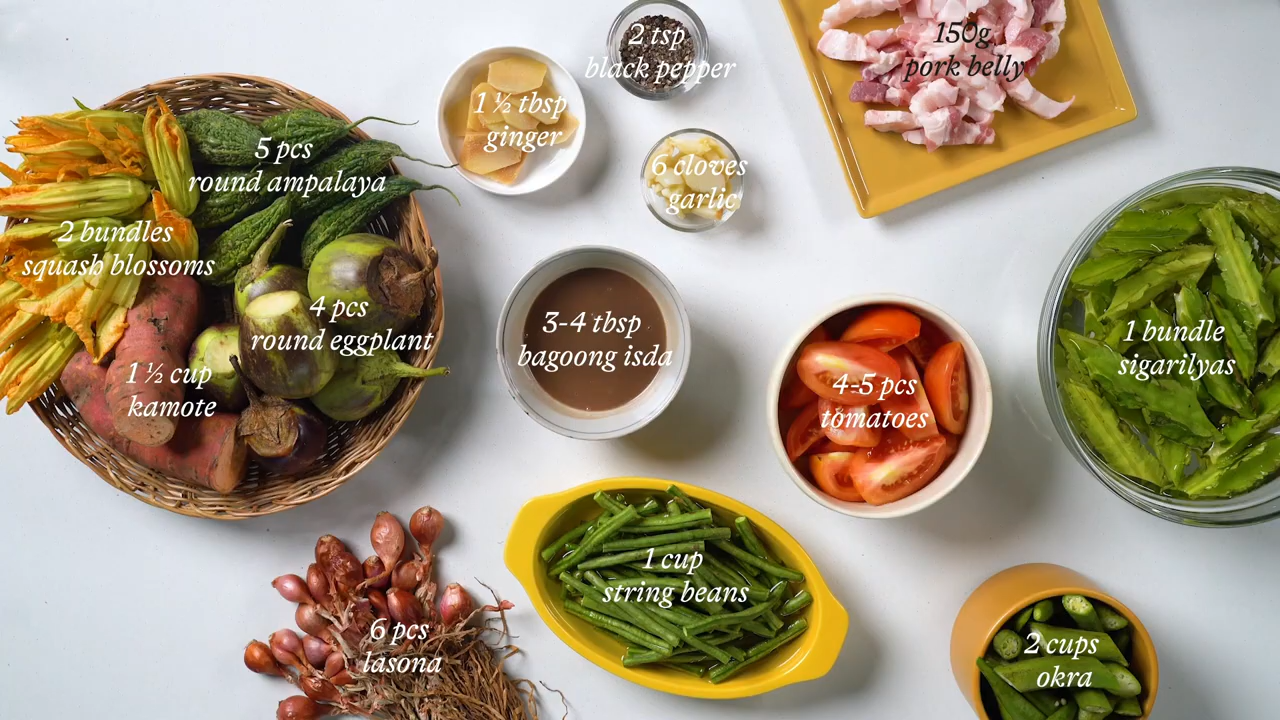 2 tsp
black pepper
150g
pork belly
1 ½ tbsp
ginger
5 pcs
round ampalaya
6 cloves
garlic
2 bundles
squash blossoms
4 pcs
round eggplant
3-4 tbsp
bagoong isda
1 bundle
sigarilyas
1 ½ cup
kamote
4-5 pcs
tomatoes
1 cup
string beans
6 pcs
lasona
2 cups
okra